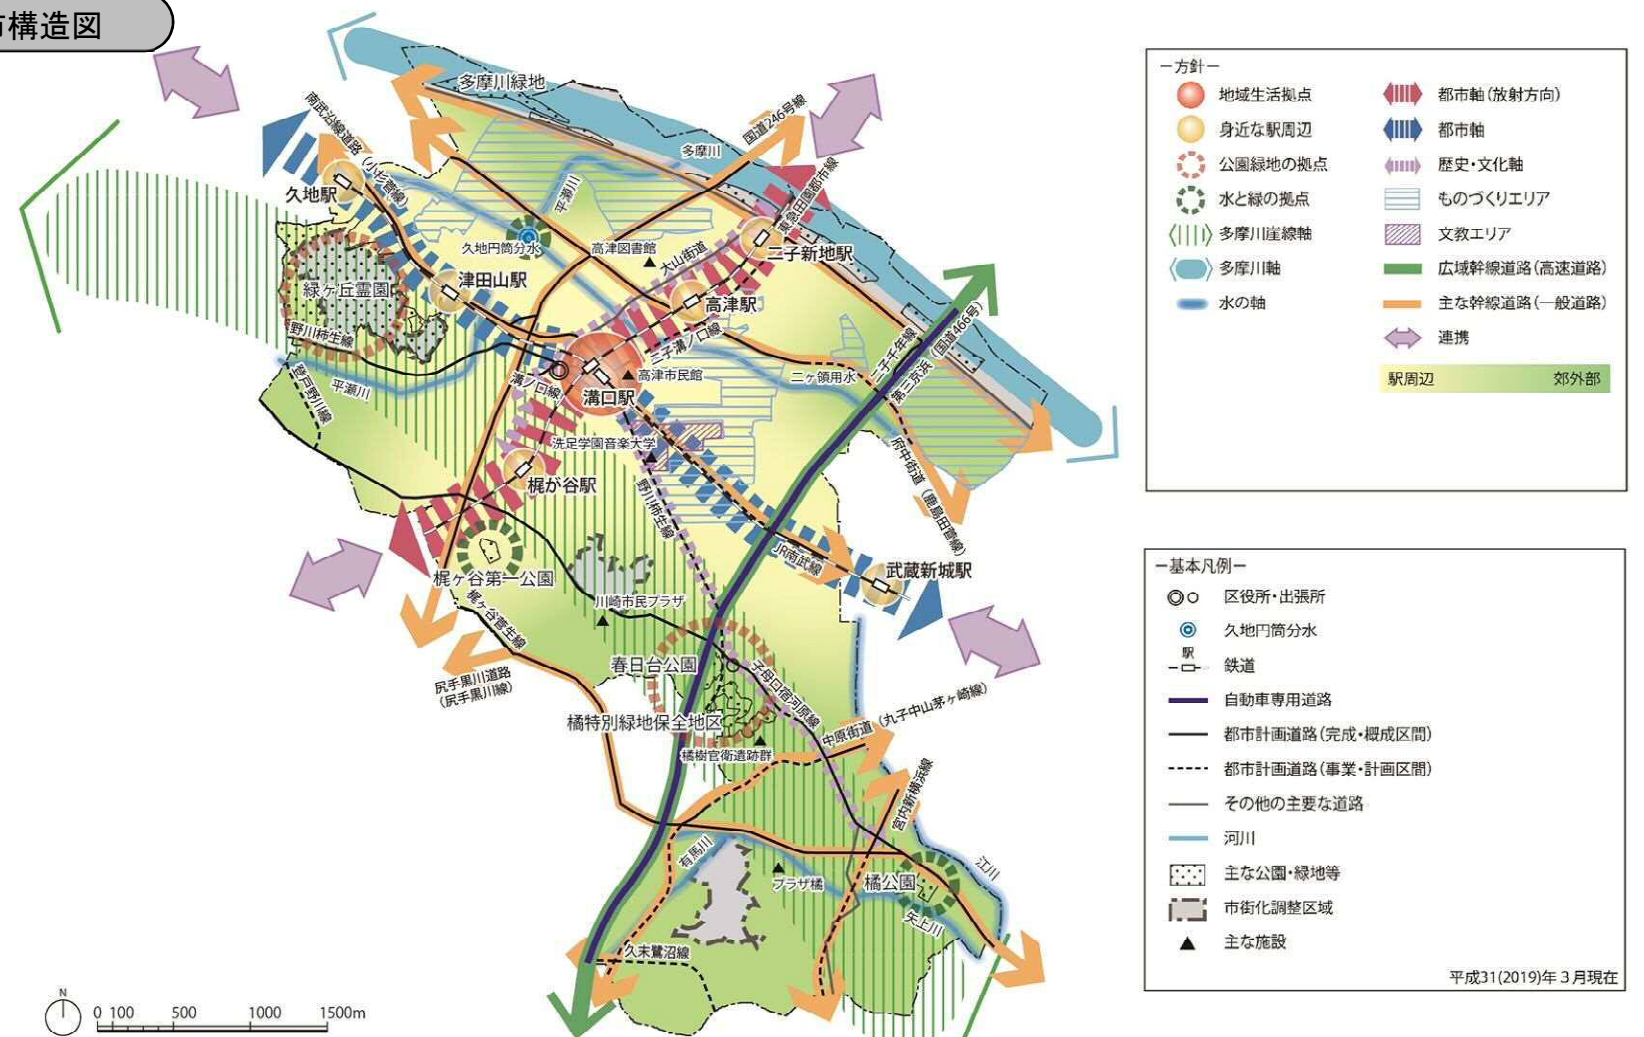 市構造図
多摩川緑地
南武沿線道路(小杉菅線)
国道246号線
多摩川
平瀬川
東急田園都市線
久地駅
久地円筒分水
高津図書館
大山街道
二子新地駅
津田山駅
緑ヶ丘霊園
高津駅
野川柿生線
二子溝ノ口線
二子千年線
第三京浜(国道466号)
登戸野川線
平瀬川
溝ノ口線
高津市民館
二ヶ領用水
溝口駅
洗足学園音楽大学
府中街道(鹿島田菅線)
梶が谷駅
野川柿生線
JR南武線
武蔵新城駅
梶ヶ谷第一公園
川崎市民プラザ
梶ヶ谷菅生線
尻手黒川道路
(尻手黒川線)
春日台公園
子母口宿河原線
橘特別緑地保全地区
中原街道(丸子中山茅ヶ崎線)
橘樹官衙遺跡群
宮内新横浜線
有馬川
プラザ橘
橘公園
江川
矢上川
久末鷺沼線
N
0 100 500 1000 1500m
-方針-
地域生活拠点
身近な駅周辺
公園緑地の拠点
水と緑の拠点
多摩川崖線軸
多摩川軸
水の軸
都市軸(放射方向)
都市軸
歴史・文化軸
ものづくりエリア
文教エリア
広域幹線道路(高速道路)
主な幹線道路(一般道路)
連携
駅周辺 郊外部
-基本凡例-
区役所・出張所
久地円筒分水
駅
鉄道
自動車専用道路
都市計画道路(完成・概成区間)
都市計画道路(事業・計画区間)
その他の主要な道路
河川
主な公園・緑地等
市街化調整区域
主な施設
平成31(2019)年3月現在